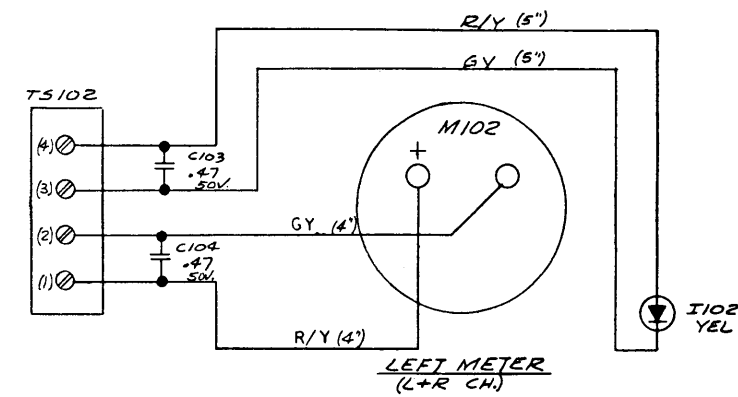 R/Y (5")
GY (5")
TS102
M102
(4)
C103
.47
50V.
+
(3)
(2)
GY (4")
C104
.47
50V.
(1)
I102
YEL
R/Y (4")
LEFT METER
(L+R CH.)